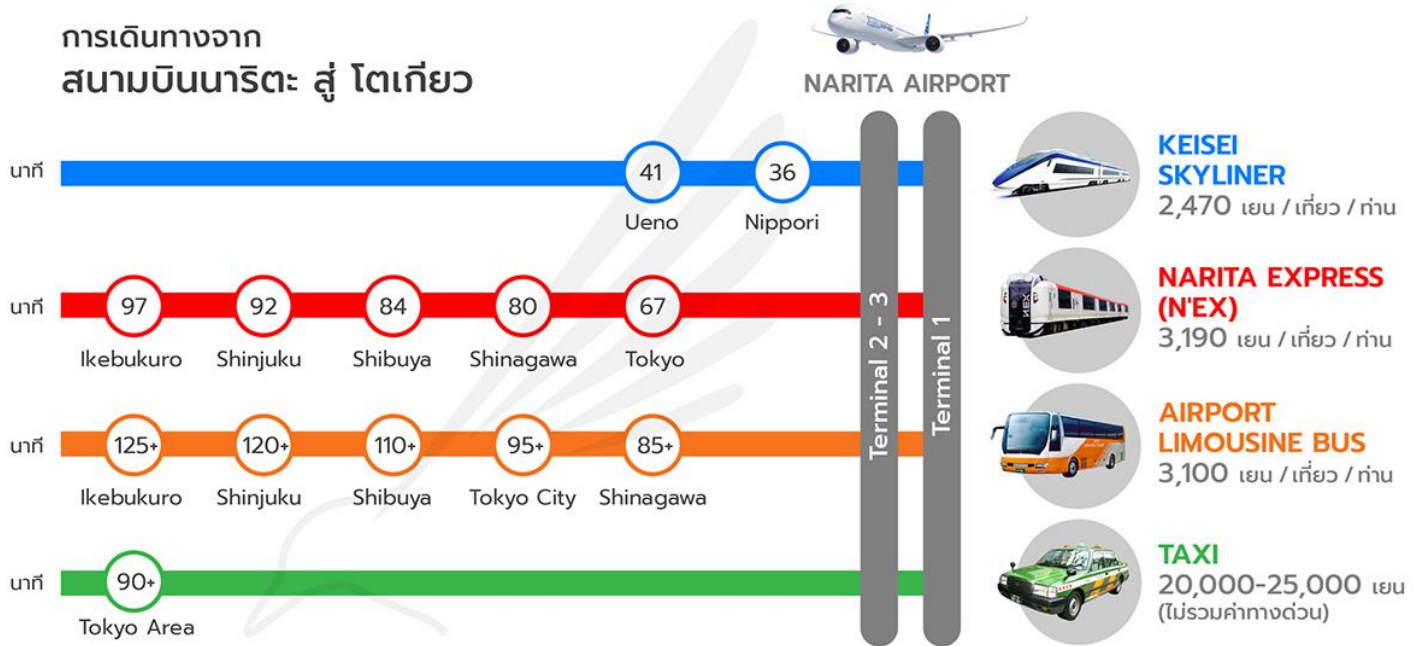 การเดินทางจาก
สนามบินนาริตะ สู่ โตเกียว
NARITA AIRPORT
Terminal 2 - 3
Terminal 1
นาที
41
36
Ueno
Nippori
KEISEI
SKYLINER
2,470 เยน / เที่ยว / ท่าน
นาที
97
92
84
80
67
Ikebukuro
Shinjuku
Shibuya
Shinagawa
Tokyo
NARITA EXPRESS
(N'EX)
3,190 เยน / เที่ยว / ท่าน
นาที
125+
120+
110+
95+
85+
Ikebukuro
Shinjuku
Shibuya
Tokyo City
Shinagawa
AIRPORT
LIMOUSINE BUS
3,100 เยน / เที่ยว / ท่าน
นาที
90+
Tokyo Area
TAXI
20,000-25,000 เยน
(ไม่รวมค่าทางด่วน)